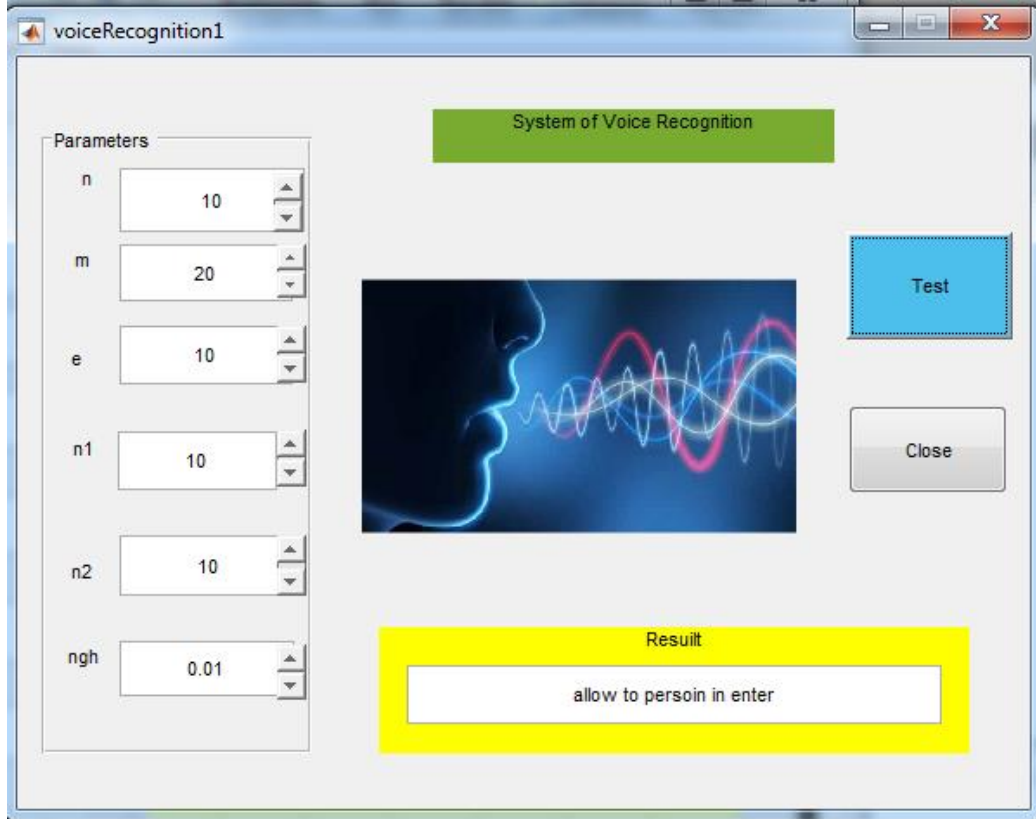 voiceRecognition1
System of Voice Recognition
Parameters
n
10
m
20
e
10
n1
10
n2
10
ngh
0.01
Test
Close
Resuilt
allow to persoin in enter